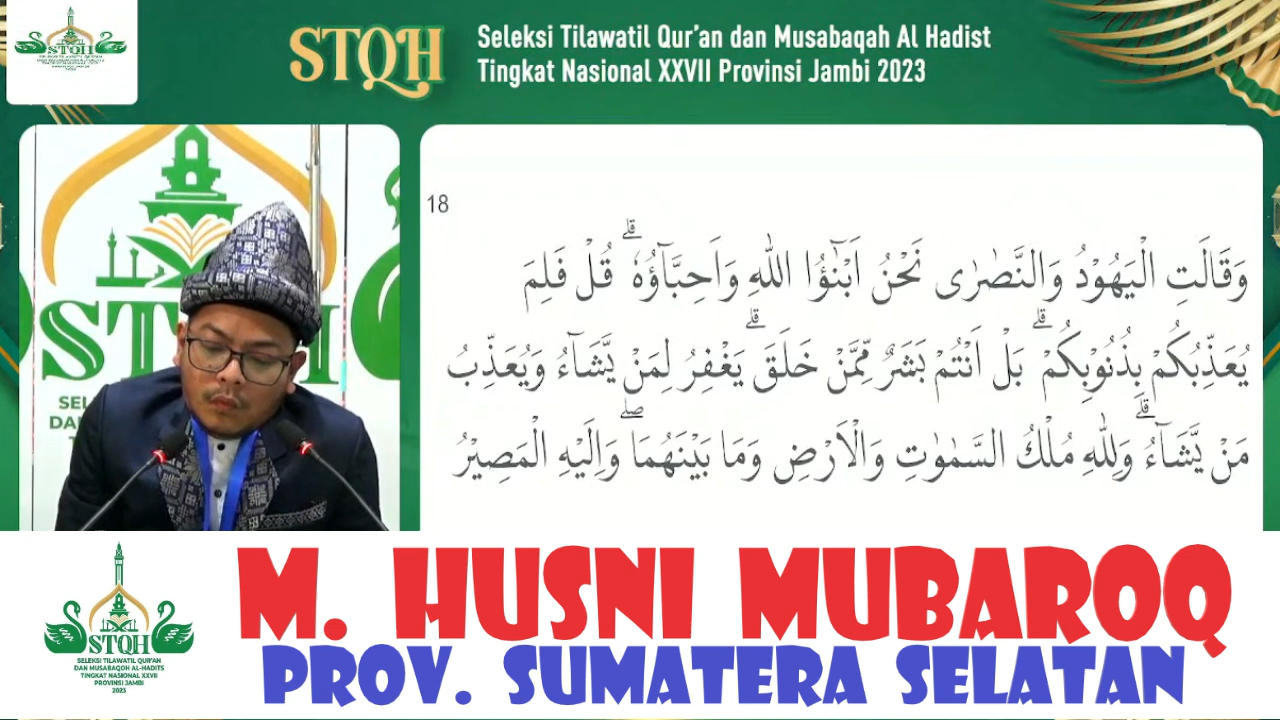 STQH
STQH
Seleksi Tilawatil Qur'an dan Musabaqah Al Hadist
Tingkat Nasional XXVII Provinsi Jambi 2023
18
وَقَالَتِ الْيَهُوْدُ وَالنَّصٰرٰى نَحْنُ اَبْنٰۤؤُا اللّٰهِ وَاَحِبَّاۤؤُهٗ ۗ قُلْ فَلِمَ
يُعَذِّبُكُمْ بِذُنُوْبِكُمْ ۗ بَلْ اَنْتُمْ بَشَرٌ مِّمَّنْ خَلَقَ ۗ يَغْفِرُ لِمَنْ يَّشَاۤءُ وَيُعَذِّبُ
مَنْ يَّشَاۤءُ ۗ وَلِلّٰهِ مُلْكُ السَّمٰوٰتِ وَالْاَرْضِ وَمَا بَيْنَهُمَا ۖ وَاِلَيْهِ الْمَصِيْرُ
M. HUSNI MUBAROQ
PROV. SUMATERA SELATAN
STQH
SELEKSI TILAWATIL QUR'AN
DAN MUSABAQOH AL-HADITS
TINGKAT NASIONAL XXVII
PROVINSI JAMBI
2023